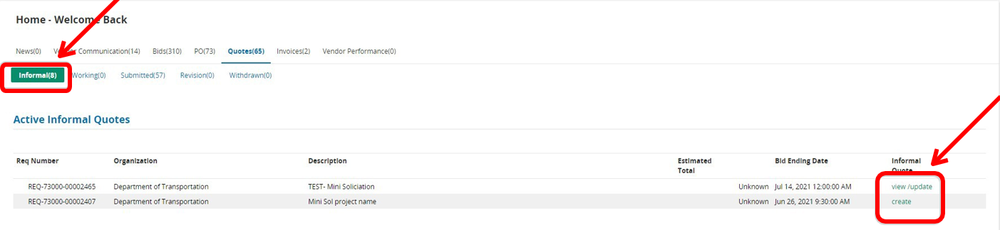 Home - Welcome Back
News(0) Communication(14) Bids(310) PO(73) Quotes(65) Invoices(2) Vendor Performance(0)
Informal(8) Working(0) Submitted(57) Revision(0) Withdrawn(0)
Active Informal Quotes
Req Number Organization Description Estimated Total Bid Ending Date Informal Quote
REQ-73000-00002465 Department of Transportation TEST- Mini Soliciation Unknown Jul 14, 2021 12:00:00 AM view /update
REQ-73000-00002407 Department of Transportation Mini Sol project name Unknown Jun 26, 2021 9:30:00 AM create